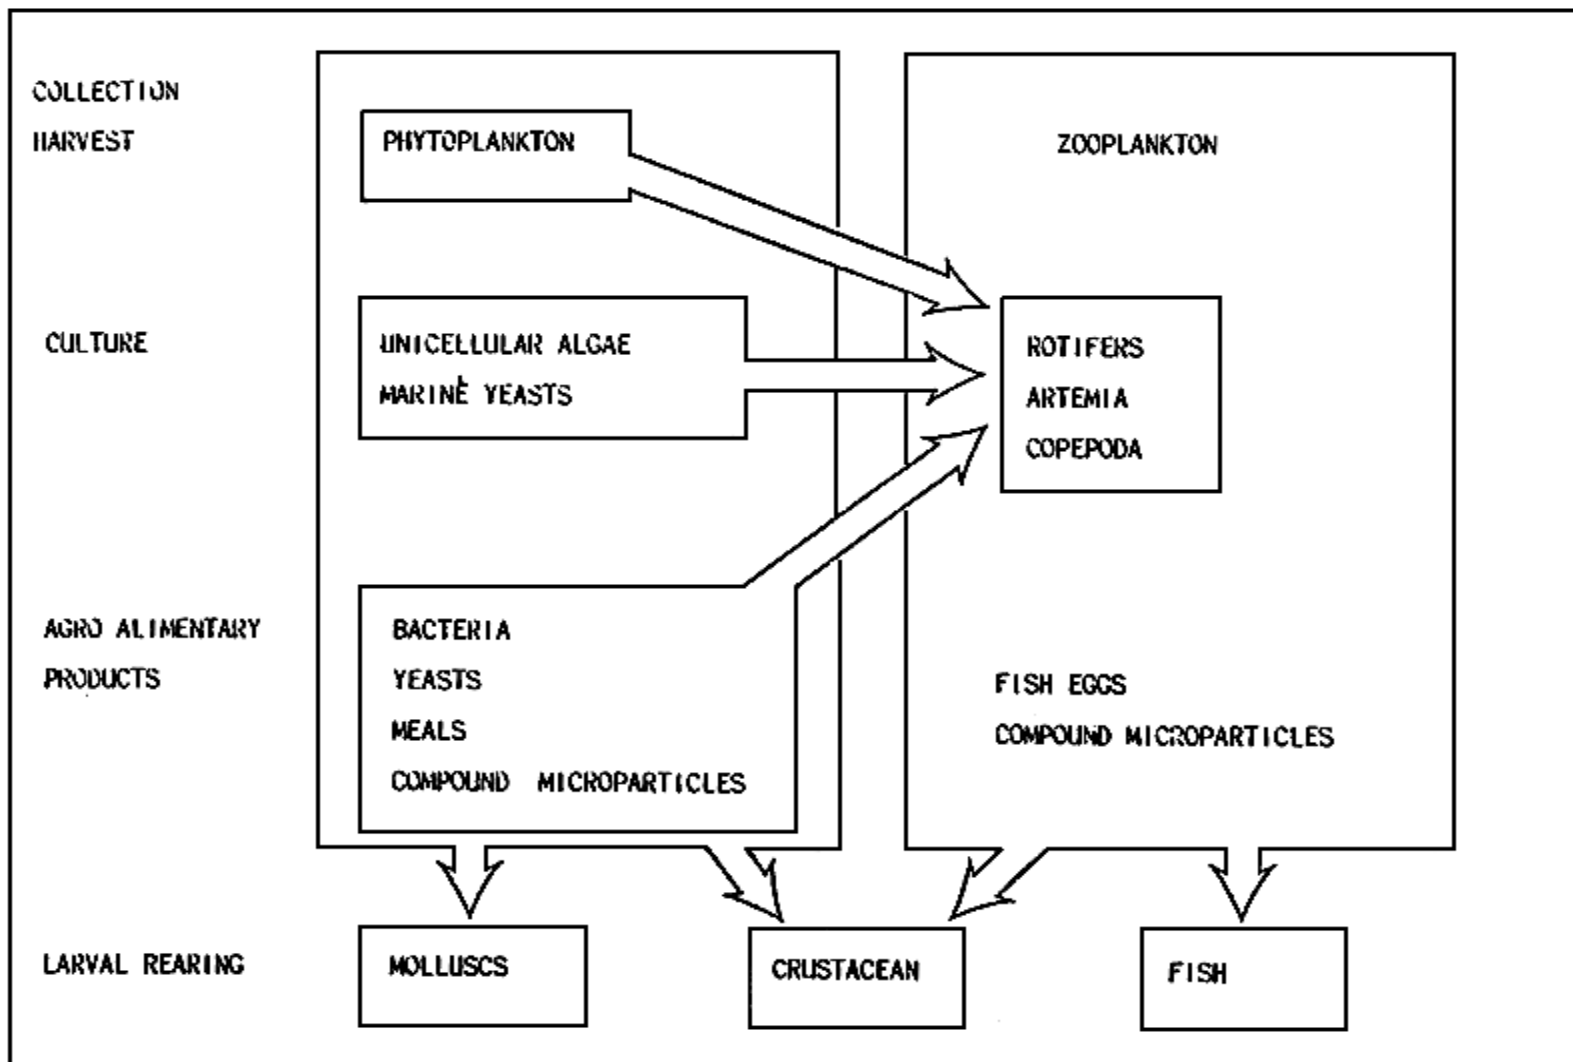 COLLECTION
HARVEST
PHYTOPLANKTON
ZOOPLANKTON
CULTURE
UNICELLULAR ALGAE
MARINE YEASTS
ROTIFERS
ARTEMIA
COPEPODA
AGRO ALIMENTARY
PRODUCTS
BACTERIA
YEASTS
MEALS
COMPOUND MICROPARTICLES
FISH EGGS
COMPOUND MICROPARTICLES
LARVAL REARING
MOLLUSCS
CRUSTACEAN
FISH